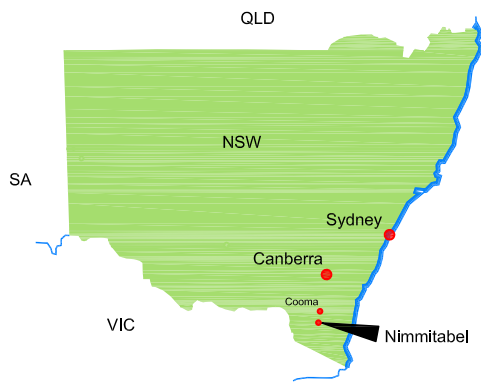 QLD
NSW
SA
Sydney
Canberra
Cooma
VIC
Nimmitabel